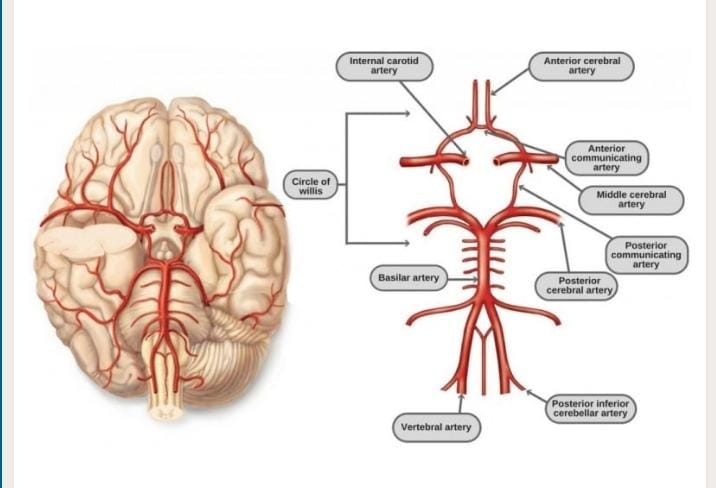 Internal carotid
artery
Anterior cerebral
artery
Anterior
communicating
artery
Circle of
willis
Middle cerebral
artery
Posterior
communicating
artery
Basilar artery
Posterior
cerebral artery
Posterior inferior
cerebellar artery
Vertebral artery